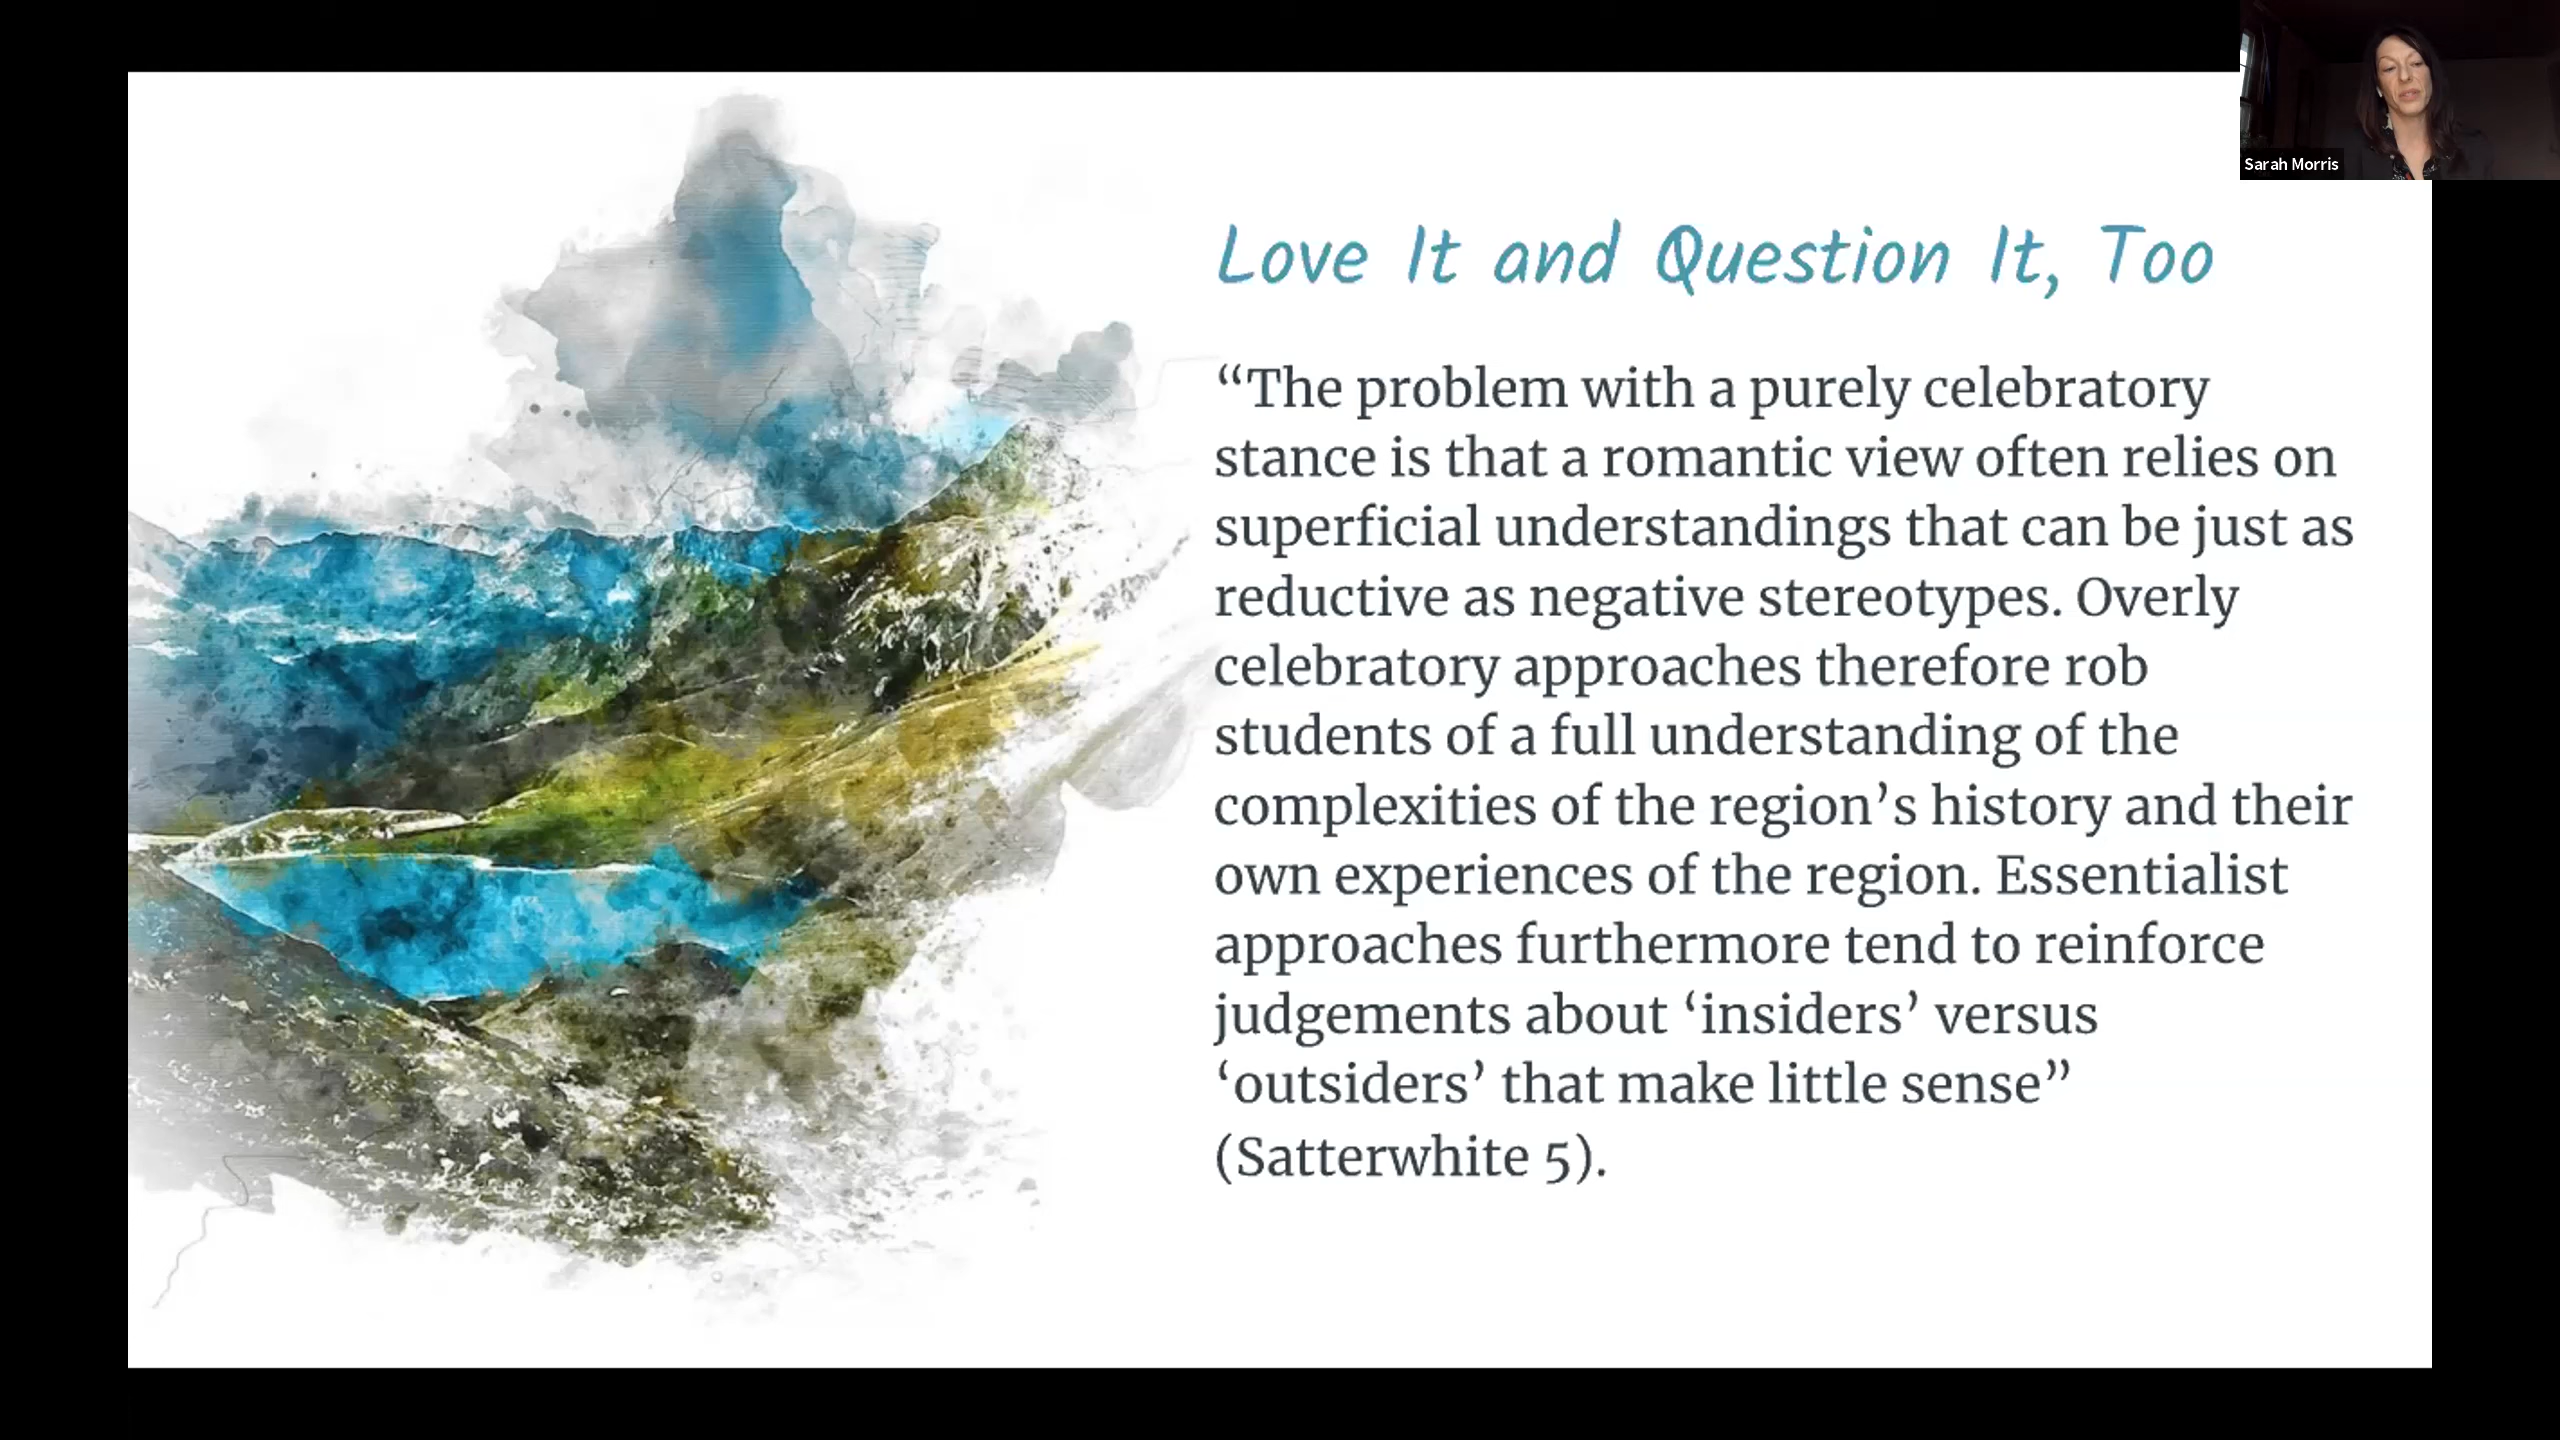 Sarah Morris
Love It and Question It, Too
“The problem with a purely celebratory
stance is that a romantic view often relies on
superficial understandings that can be just as
reductive as negative stereotypes. Overly
celebratory approaches therefore rob
students of a full understanding of the
complexities of the region’s history and their
own experiences of the region. Essentialist
approaches furthermore tend to reinforce
judgements about ‘insiders’ versus
‘outsiders’ that make little sense”
(Satterwhite 5).